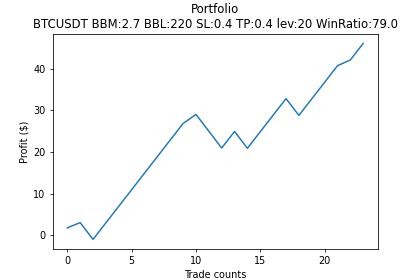 Portfolio
BTCUSDT BBM:2.7 BBL:220 SL:0.4 TP:0.4 lev:20 WinRatio:79.0
40
30
20
10
0
Profit ($)
0 5 10 15 20
Trade counts